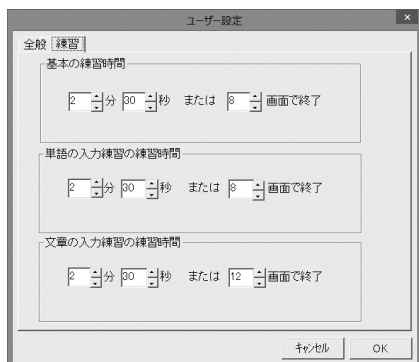 ユーザー設定
全般 練習
基本の練習時間
2 分 30 秒 または 8 画面で終了
単語の入力練習の練習時間
2 分 30 秒 または 8 画面で終了
文章の入力練習の練習時間
2 分 30 秒 または 12 画面で終了
キャンセル OK